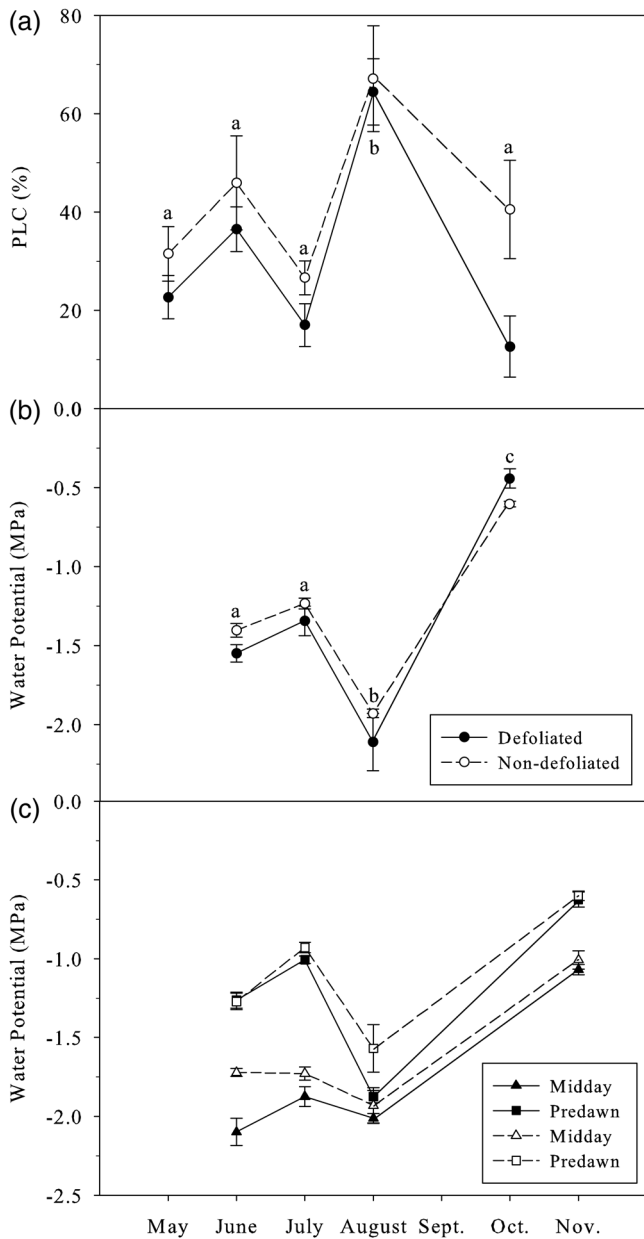 (a)
80
60
40
20
0.0
PLC (%)
a
a
a
b
a
(b)
-0.5
-1.0
-1.5
-2.0
0.0
Water Potential (MPa)
a
a
b
c
Defoliated
Non-defoliated
(c)
-0.5
-1.0
-1.5
-2.0
-2.5
Water Potential (MPa)
Midday
Predawn
Midday
Predawn
May June July August Sept. Oct. Nov.